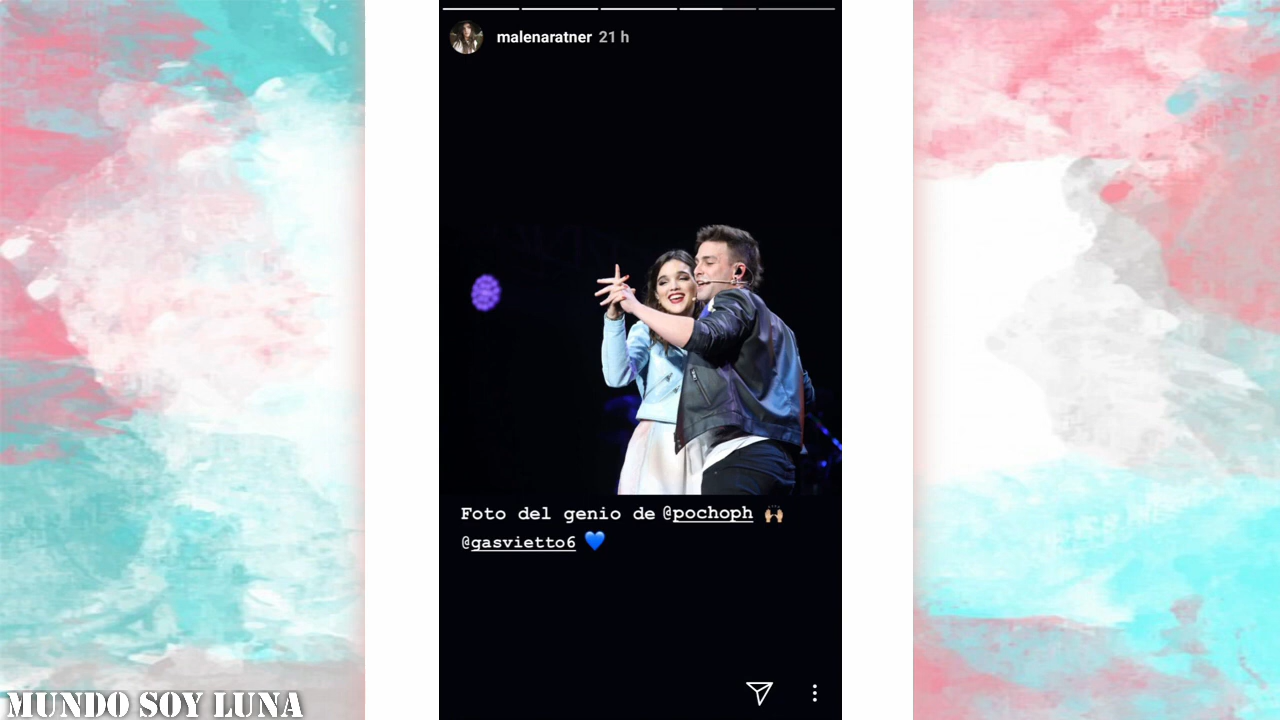 malenaratner 21 h
Foto del genio de @pochoph 🙌🏼
@gasvietto6 💙
MUNDO SOY LUNA